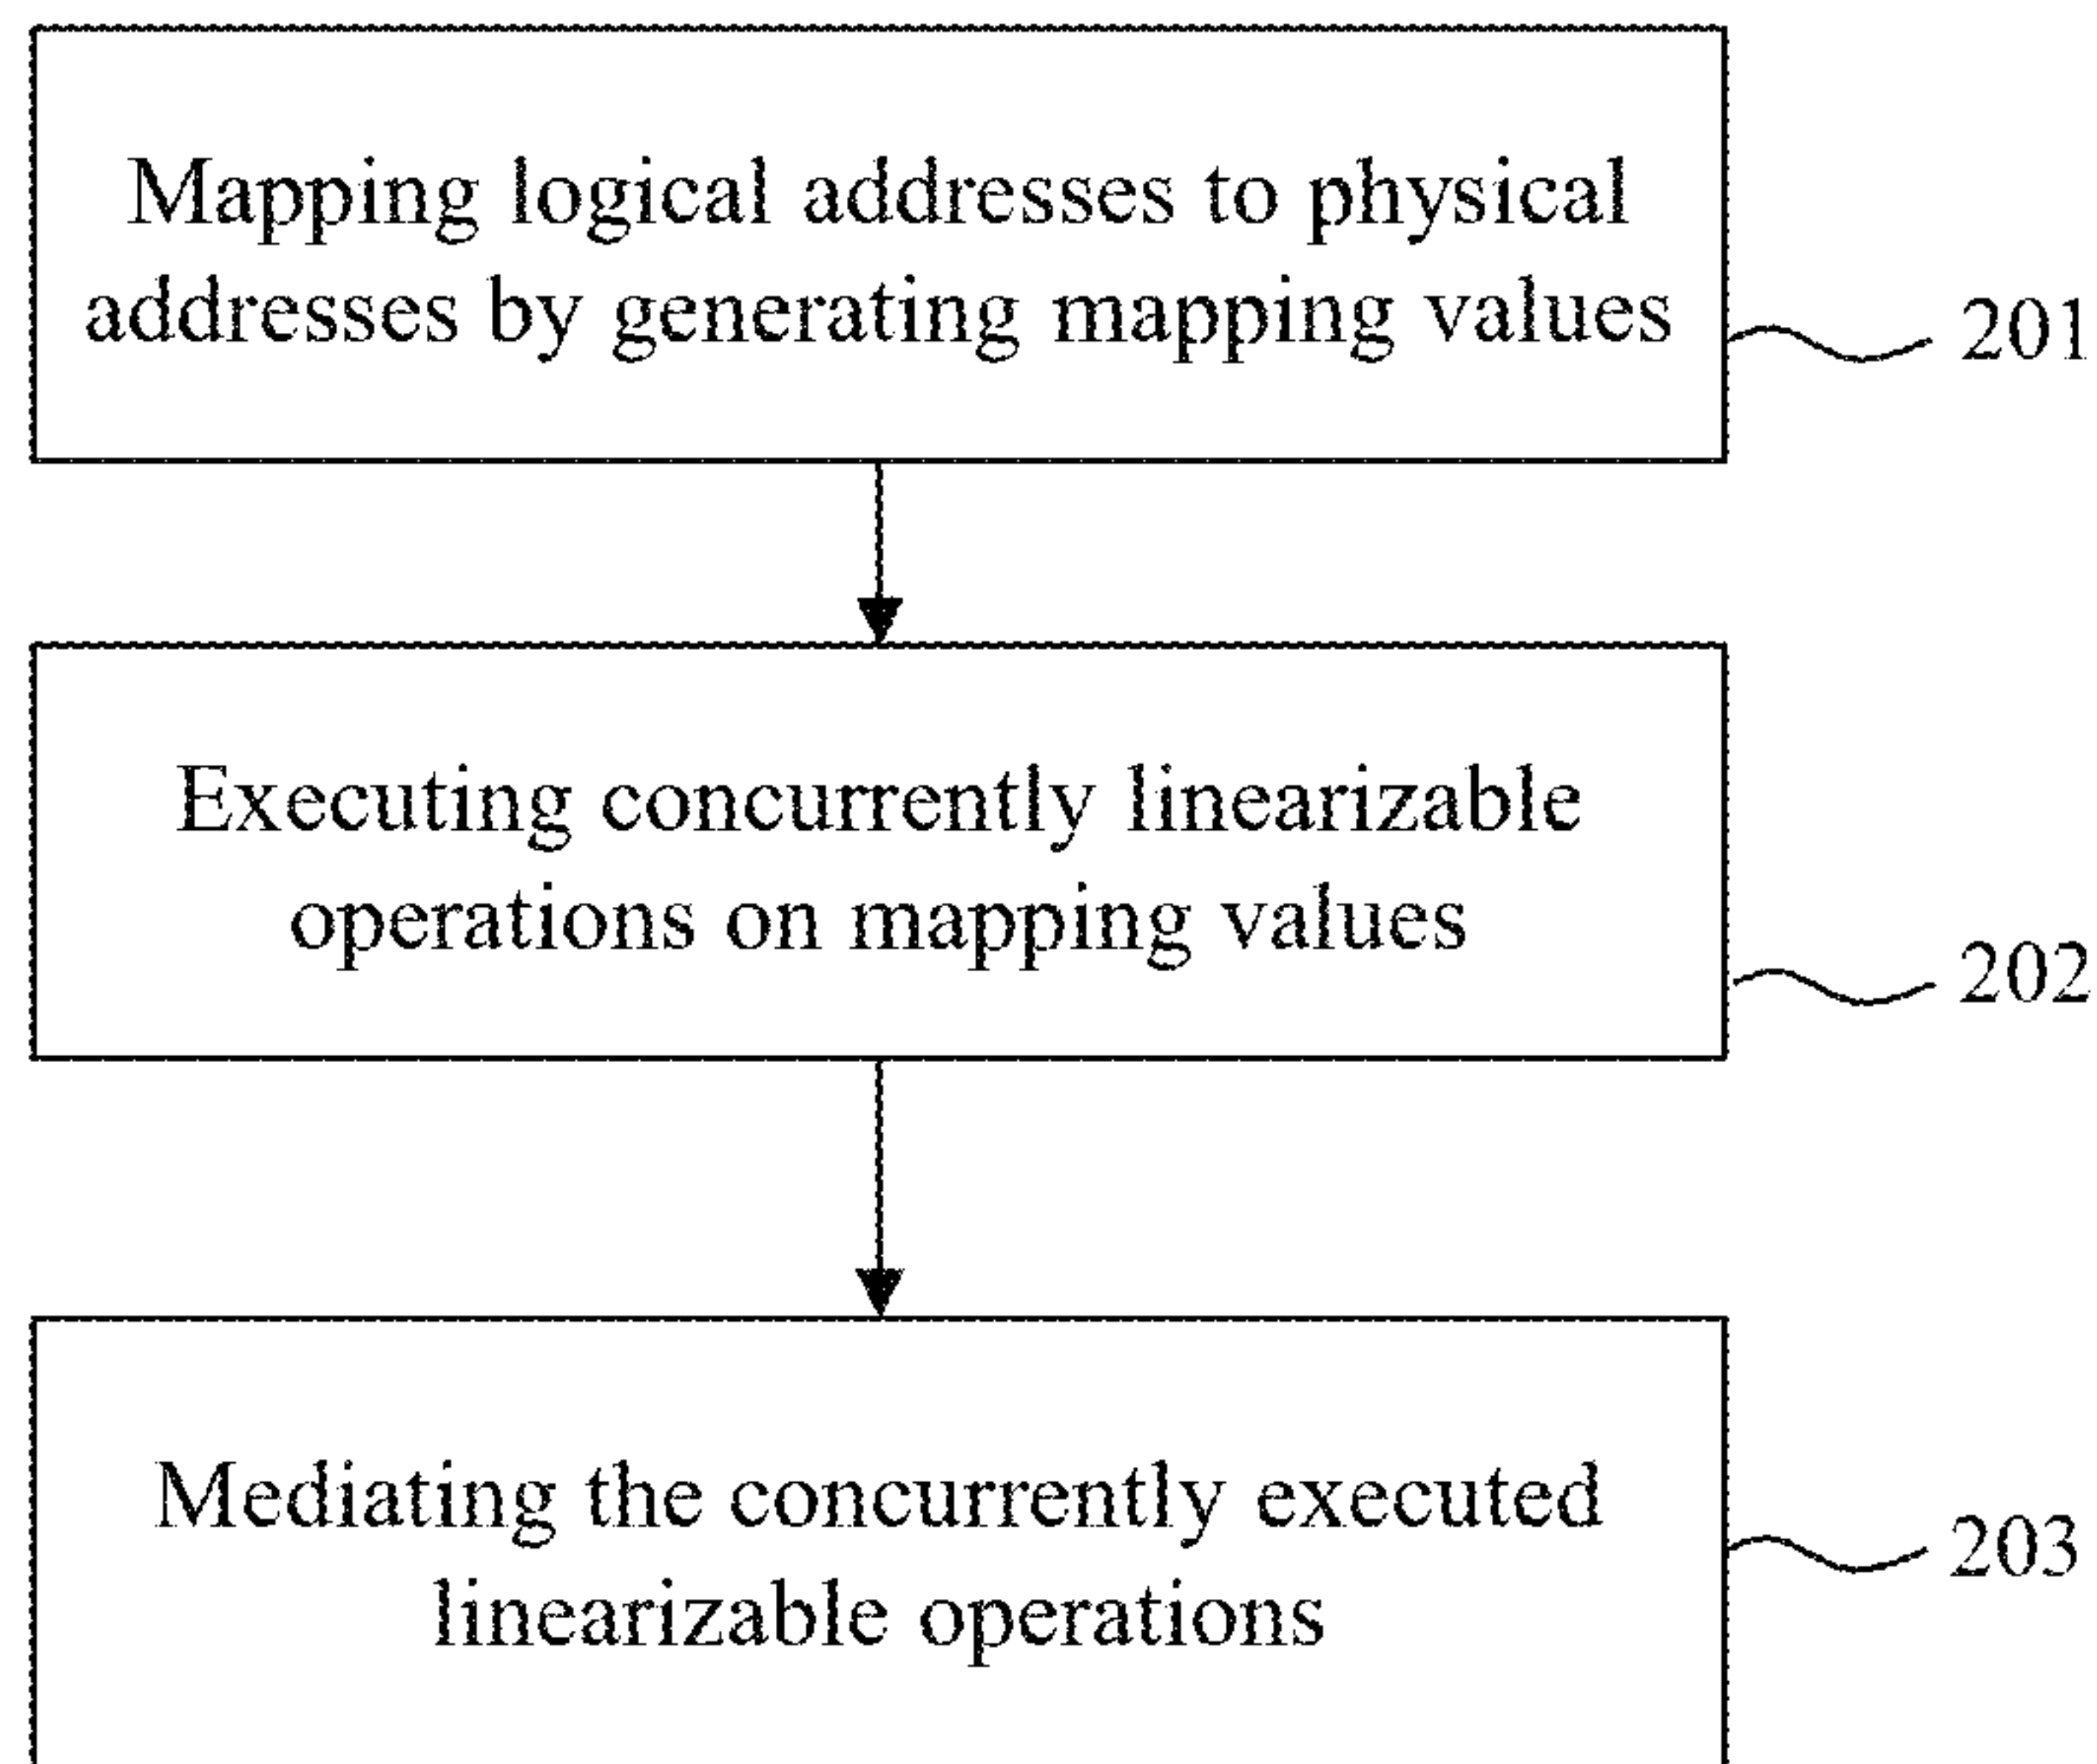 Mapping logical addresses to physical
addresses by generating mapping values
201
Executing concurrently linearizable
operations on mapping values
202
Mediating the concurrently executed
linearizable operations
203